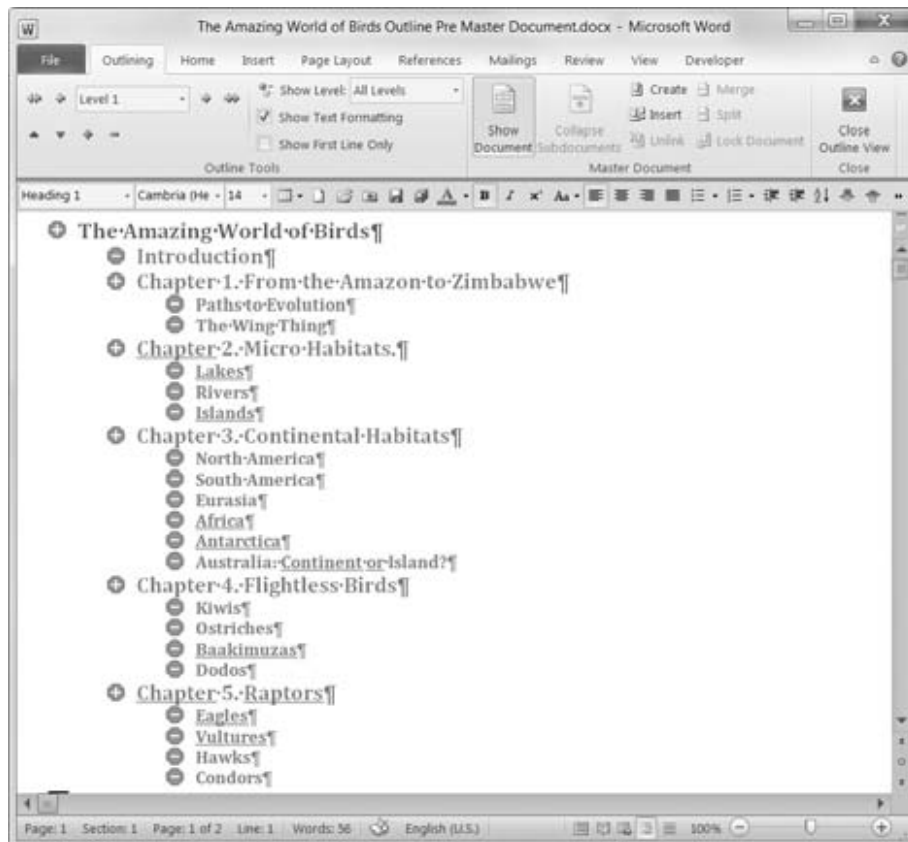 The Amazing World of Birds Outline Pre Master Document.docx - Microsoft Word
File Outlining Home Insert Page Layout References Mailings Review View Developer
Level 1
Show Level: All Levels
Show Text Formatting
Show First Line Only
Outline Tools
Show Document
Collapse Subdocuments
Create Merge
Insert Split
Unlink Lock Document
Master Document
Close Outline View
Close
Heading 1 Cambria (He 14
The·Amazing·World·of·Birds¶
Introduction¶
Chapter·1.·From·the·Amazon·to·Zimbabwe¶
Paths·to·Evolution¶
The·Wing·Thing¶
Chapter·2.·Micro·Habitats.¶
Lakes¶
Rivers¶
Islands¶
Chapter·3.·Continental·Habitats¶
North·America¶
South·America¶
Eurasia¶
Africa¶
Antarctica¶
Australia:·Continent·or·Island?¶
Chapter·4.·Flightless·Birds¶
Kiwis¶
Ostriches¶
Baakimuzas¶
Dodos¶
Chapter·5.·Raptors¶
Eagles¶
Vultures¶
Hawks¶
Condors¶
Page: 1 Section: 1 Page: 1 of 2 Line: 1 Words: 56 English (U.S.) 100%